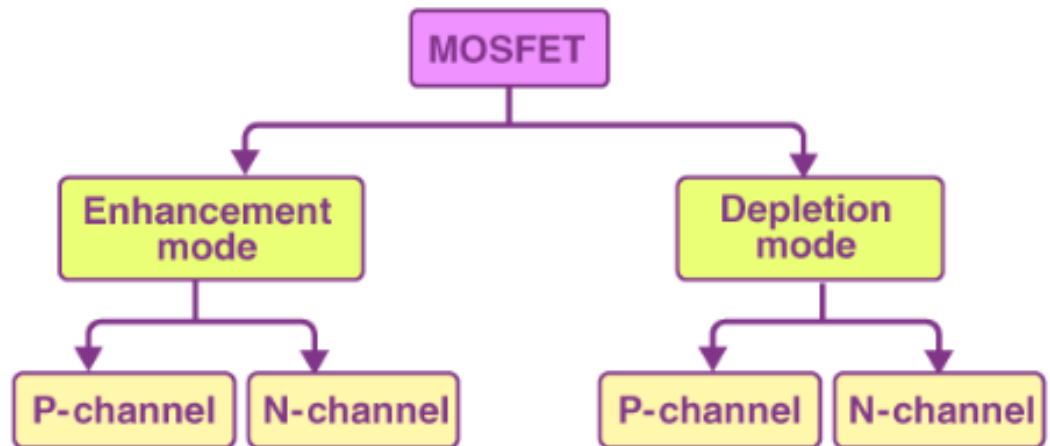 MOSFET
Enhancement
mode
Depletion
mode
P-channel
N-channel
P-channel
N-channel